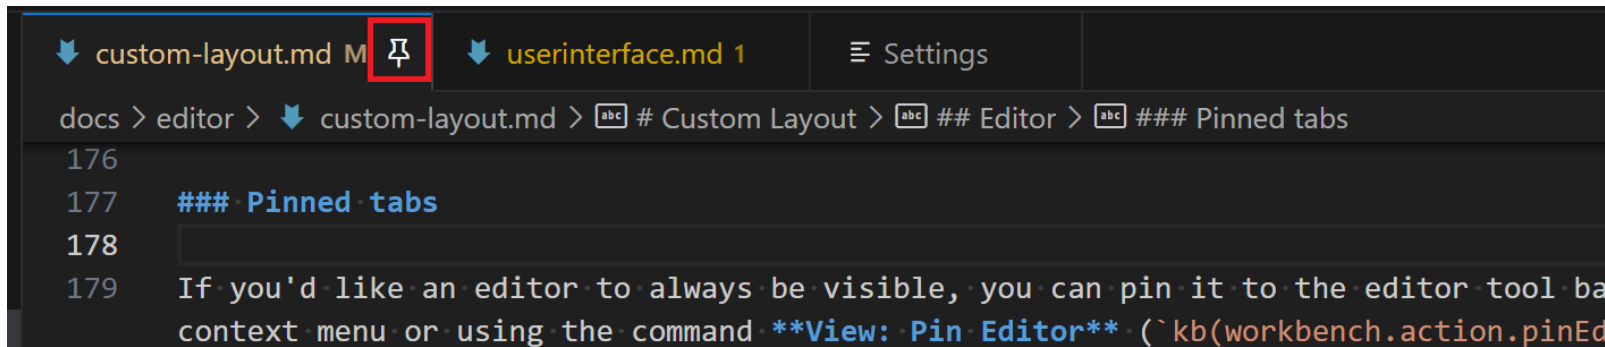 custom-layout.md M userinterface.md 1 Settings
docs > editor > custom-layout.md > abc # Custom Layout > abc ## Editor > abc ### Pinned tabs
176
177 ### Pinned tabs
178
179 If you'd like an editor to always be visible, you can pin it to the editor tool ba
context menu or using the command **View: Pin Editor** (`kb(workbench.action.pinEd